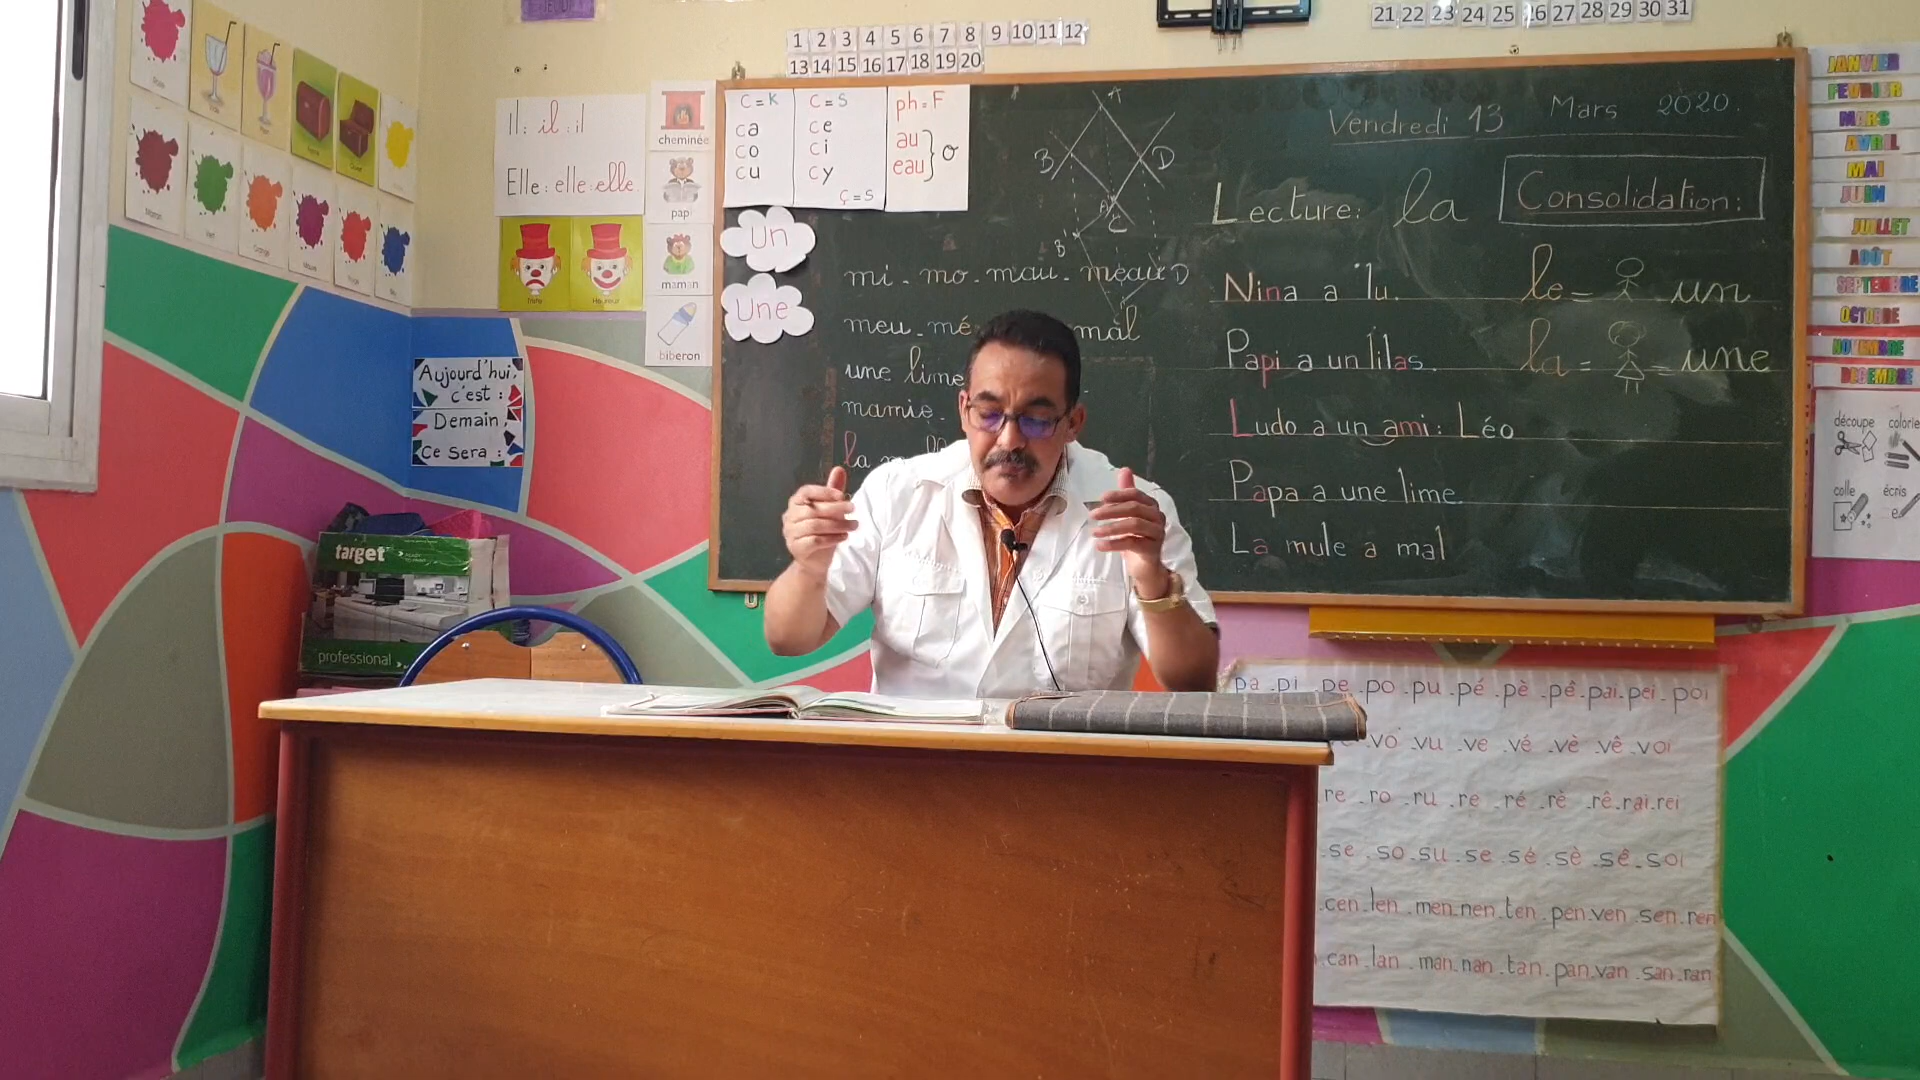 1 2 3 4 5 6 7 8 9 10 11 12
13 14 15 16 17 18 19 20
21 22 23 24 25 26 27 28 29 30 31
Il: il : il
Elle: elle: elle
cheminée
papi
maman
biberon
Aujourd'hui,
c'est :
Demain,
Ce sera :
target
professional
C = K
ca
co
cu
C = S
ce
ci
cy
ç = s
ph = F
au
eau
} o
Un
Une
A
B
D
A'
C
B'
D
mi - mo - mau - meau
meu - mé
mal
une lime
mamie.
la
Vendredi 13 Mars 2020.
Lecture: la
Consolidation:
Nina a lu.
le = un
Papi a un lilas.
la = = une
Ludo a un ami : Léo
Papa a une lime
La mule a mal
JANVIER
FEVRIER
MARS
AVRIL
MAI
JUIN
JUILLET
AOÛT
SEPTEMBRE
OCTOBRE
NOVEMBRE
DECEMBRE
découpe
colorie
colle
écris
pa . pi . pe . po . pu . pé . pè . pê . pai . pei . poi
vo . vu . ve . vé . vè . vê . voi
re . ro . ru . re . ré . rè . rê . rai . rei
se . so . su . se . sé . sè . sê . soi
cen . len . men . nen . ten . pen . ven . sen . ren
can . lan . man . nan . tan . pan . van . san . ran